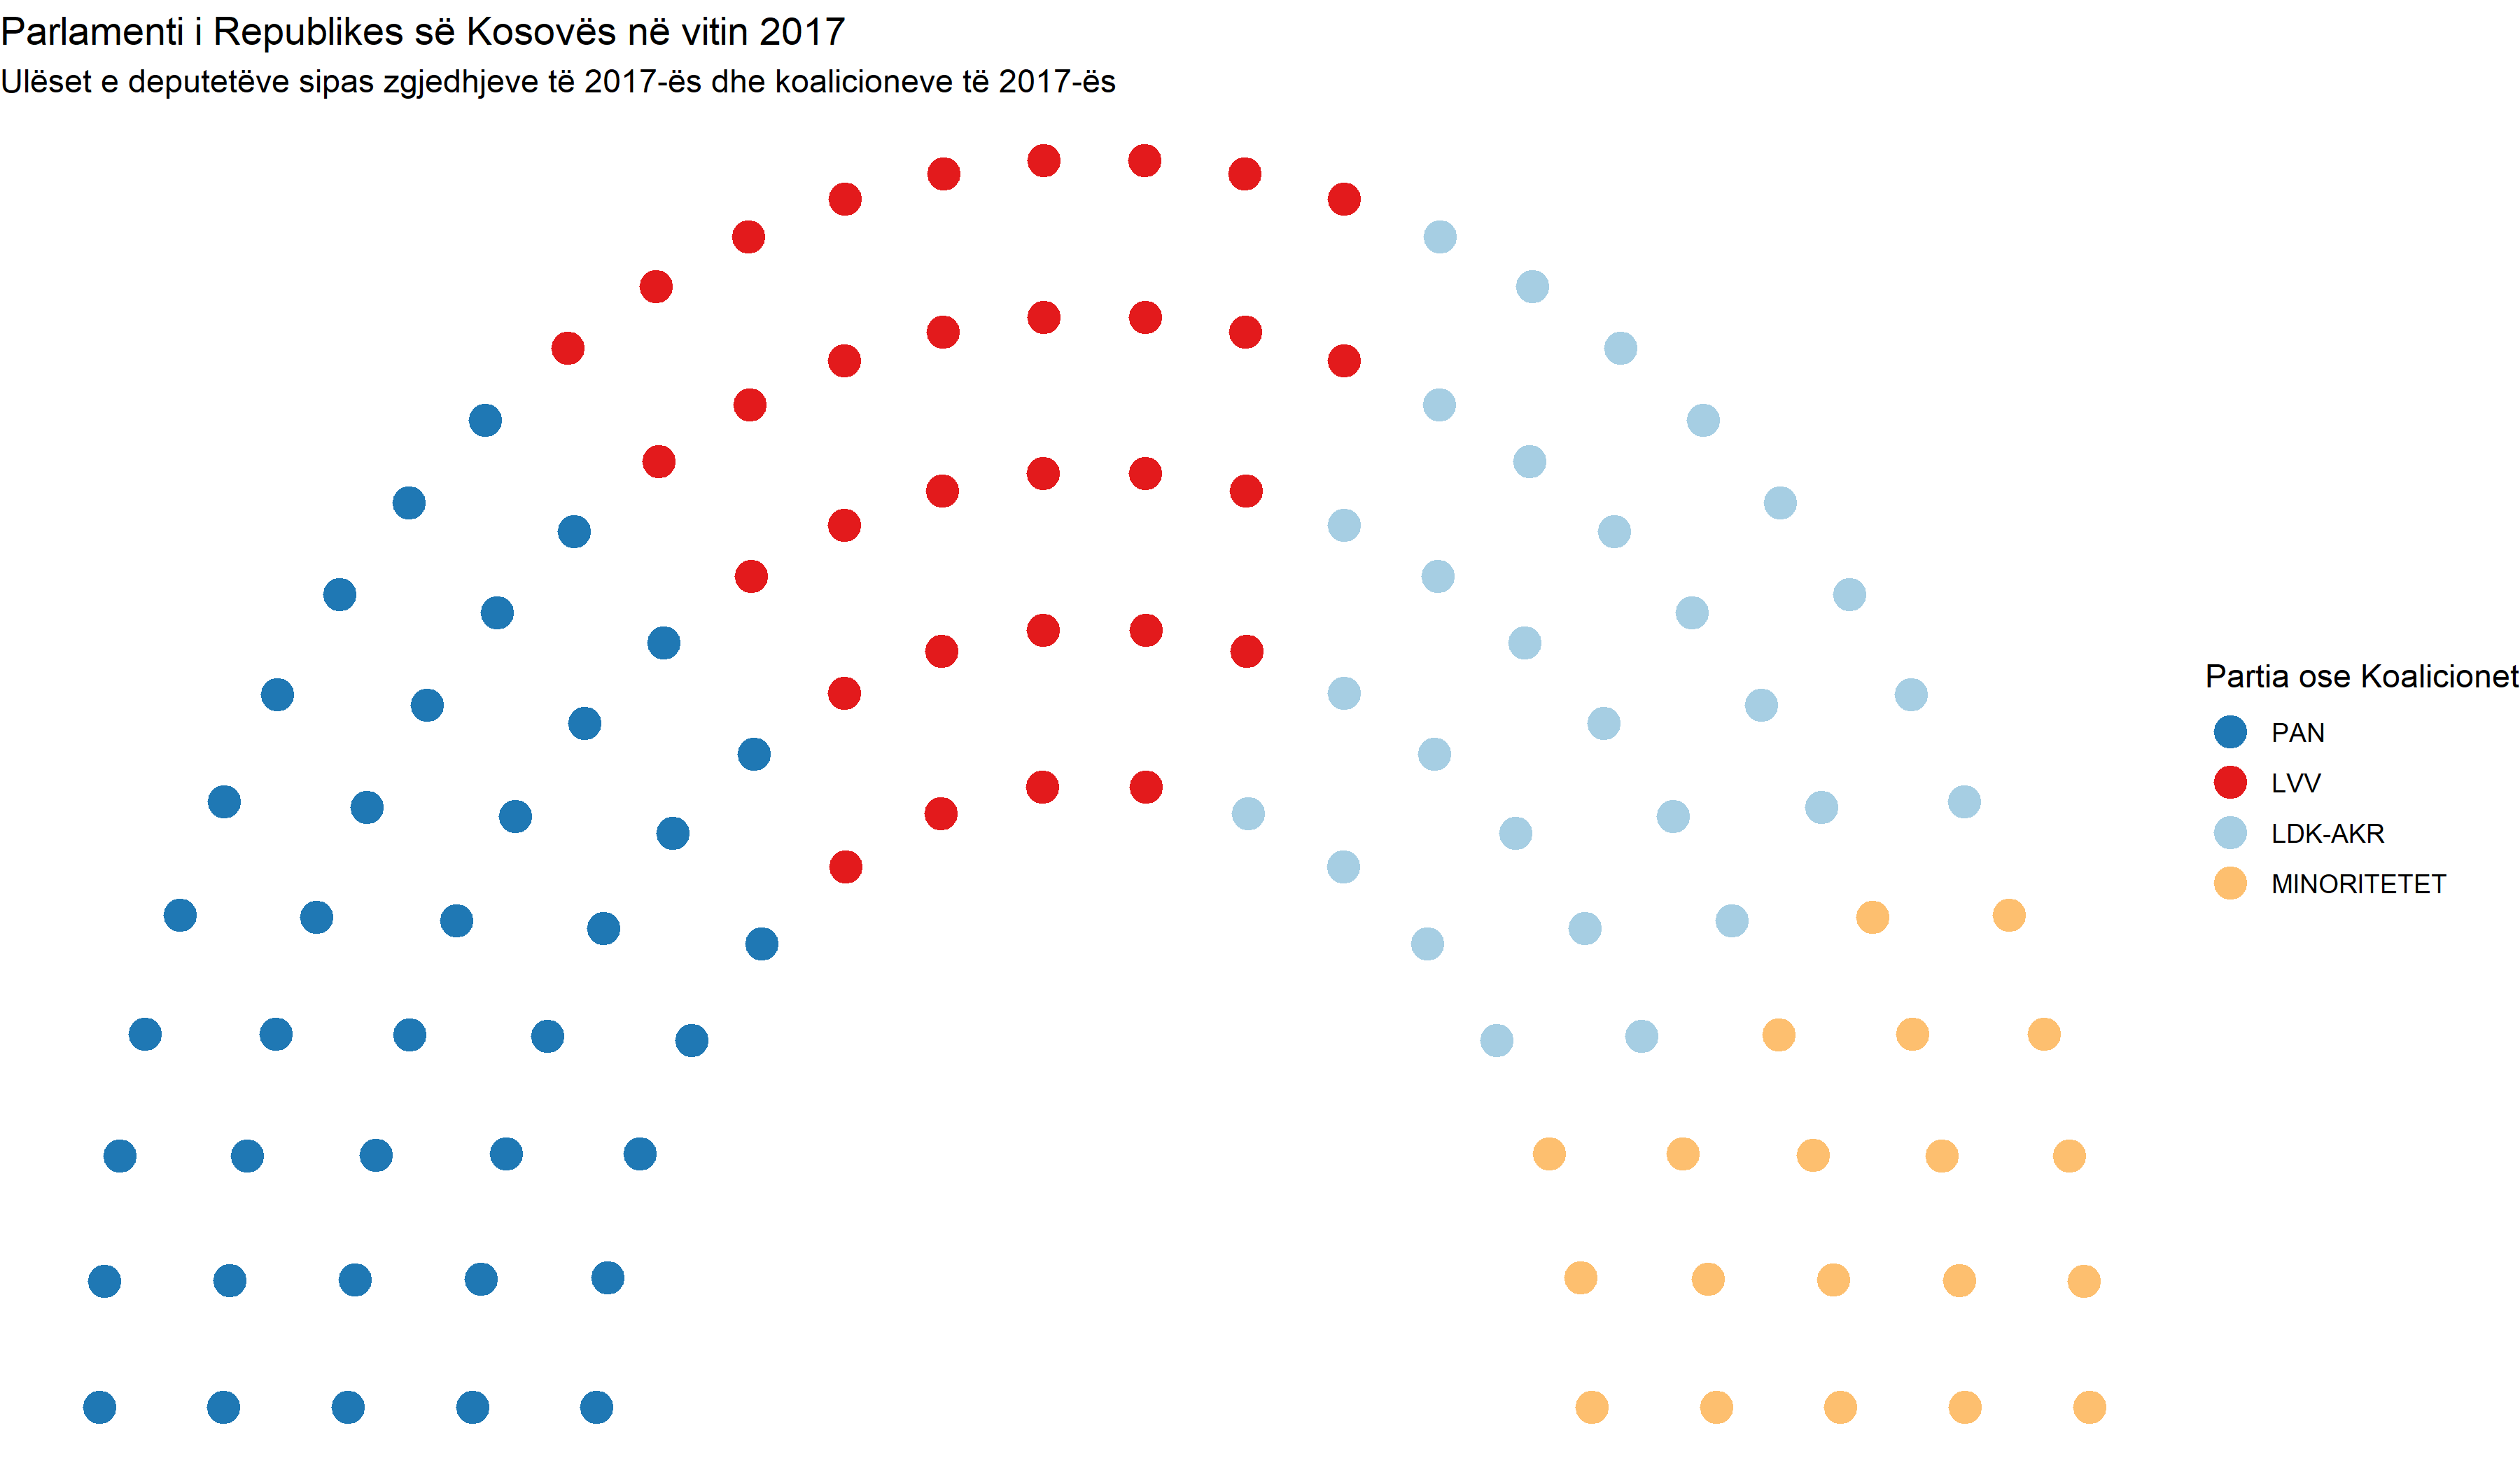 Parlamenti i Republikes së Kosovës në vitin 2017
Ulëset e deputetëve sipas zgjedhjeve të 2017-ës dhe koalicioneve të 2017-ës
Partia ose Koalicionet
PAN
LVV
LDK-AKR
MINORITETET